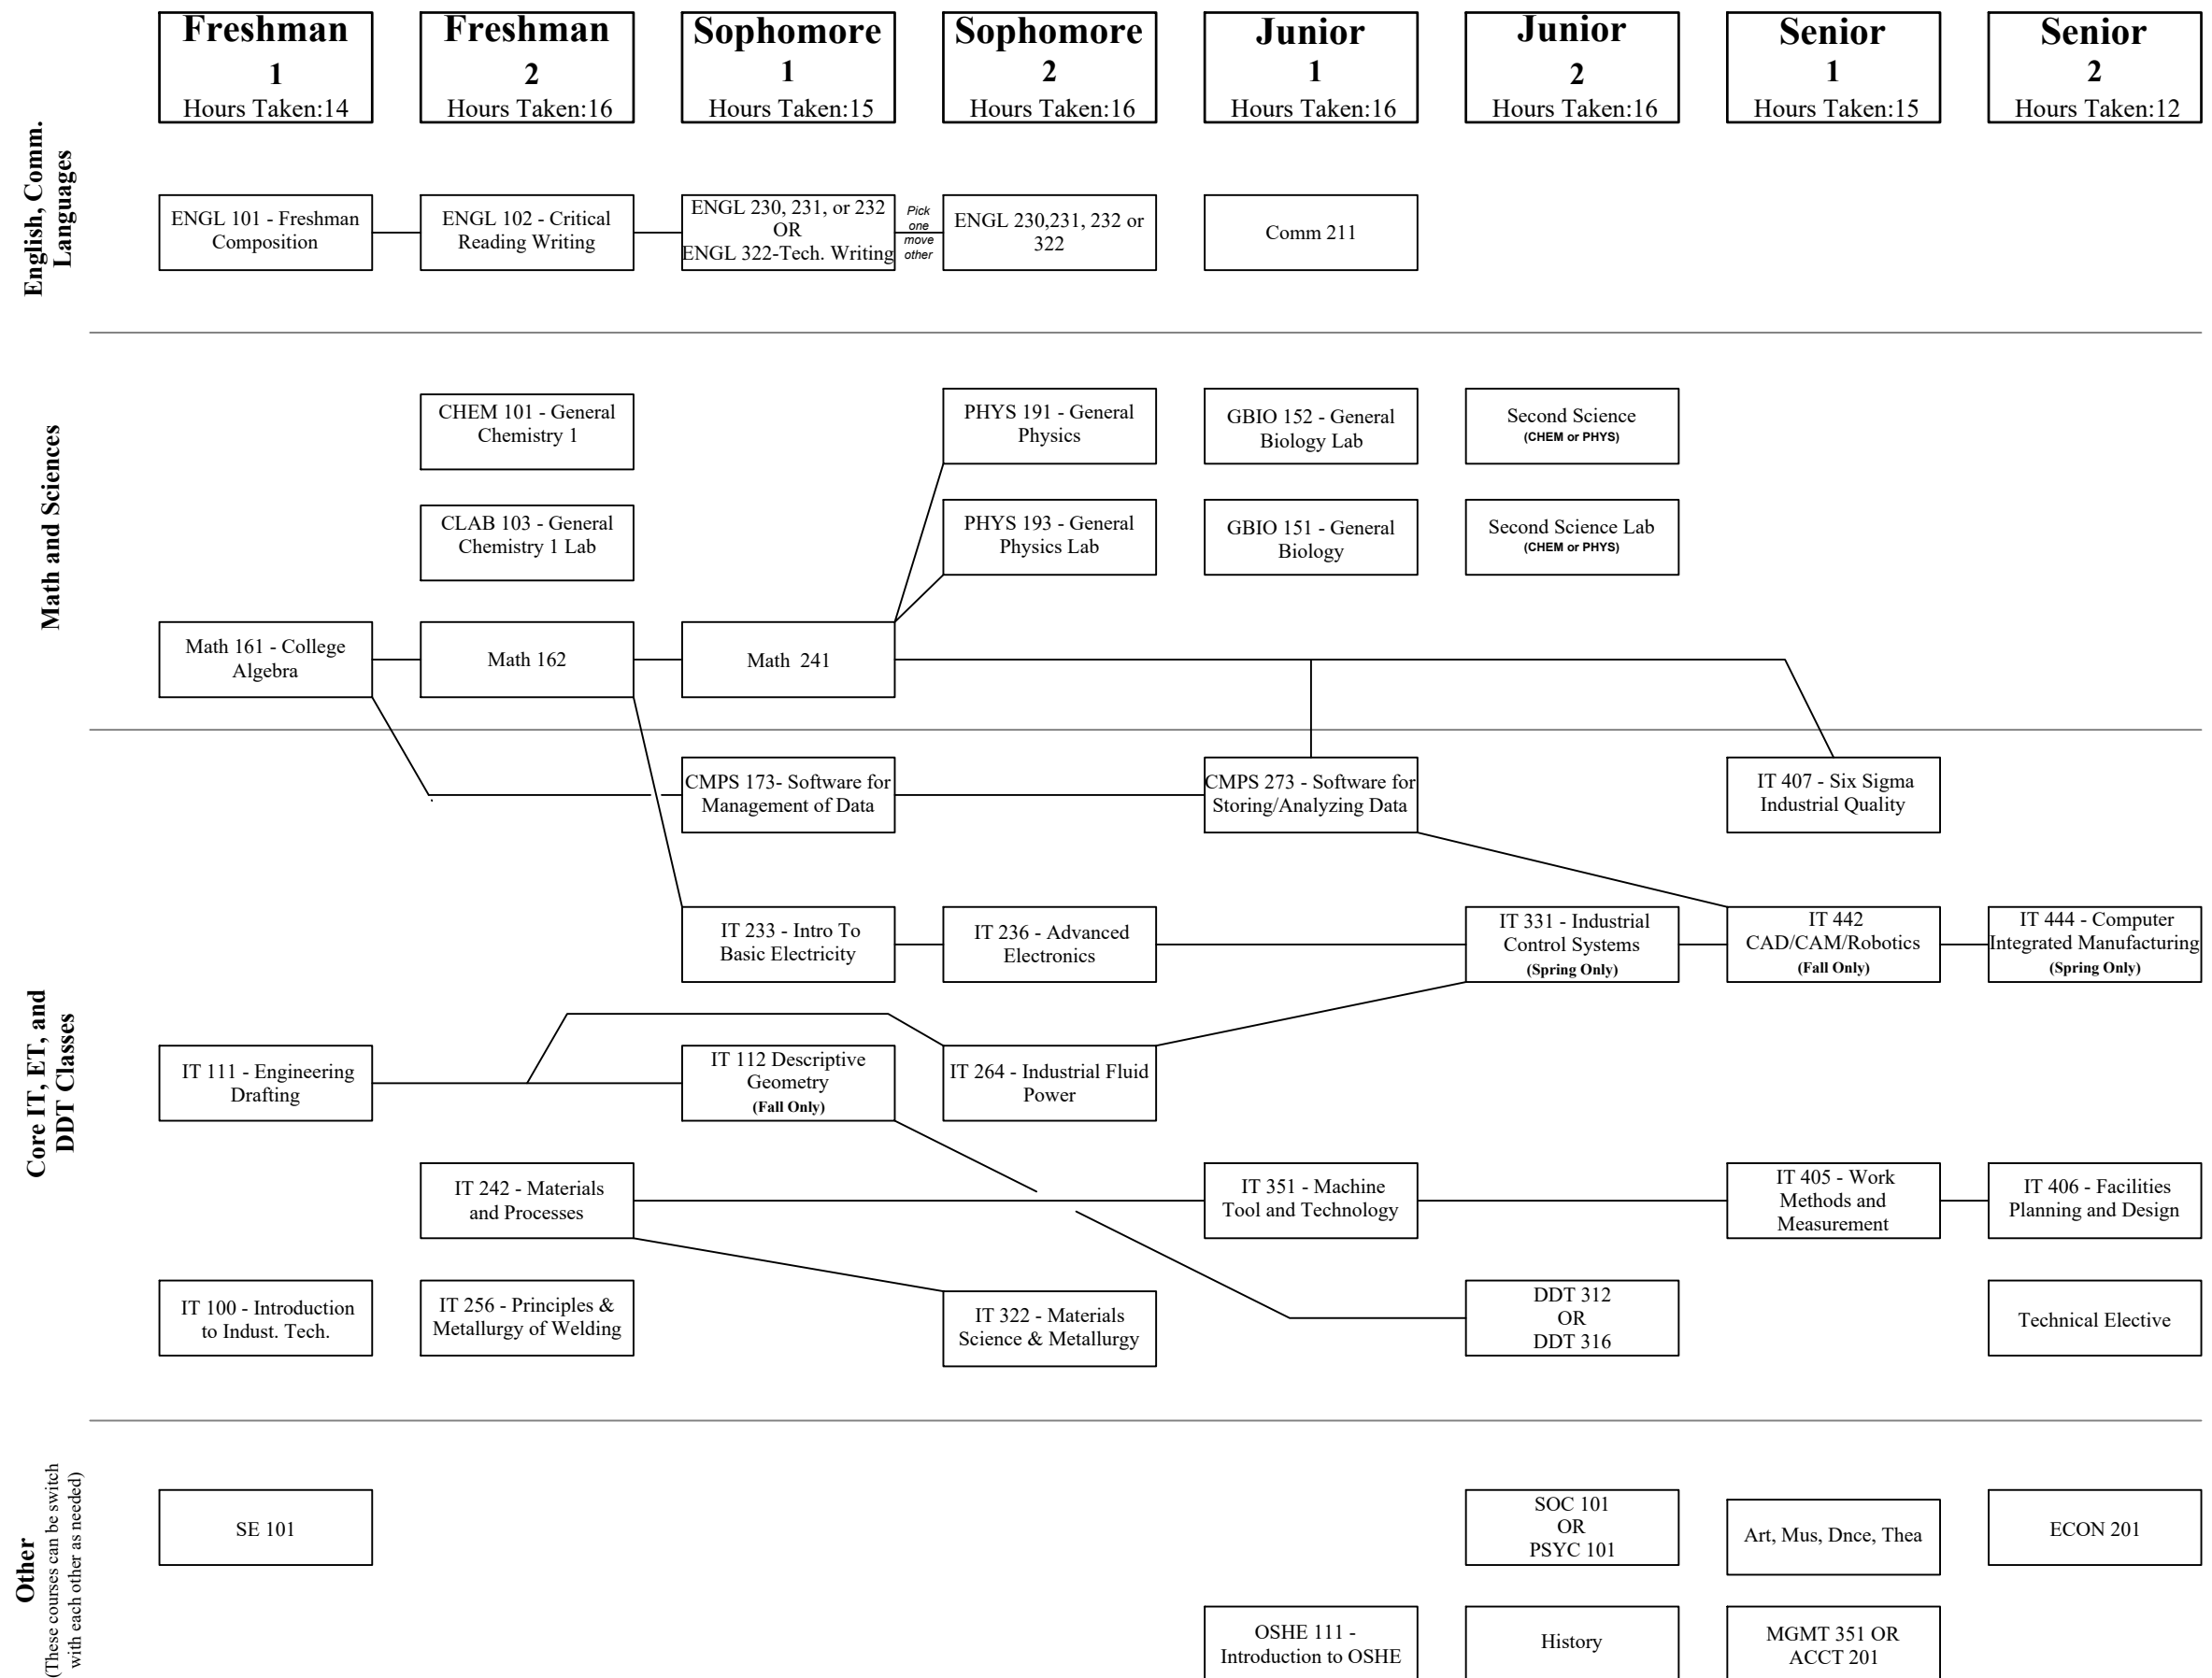 Freshman
1
Hours Taken:14
Freshman
2
Hours Taken:16
Sophomore
1
Hours Taken:15
Sophomore
2
Hours Taken:16
Junior
1
Hours Taken:16
Junior
2
Hours Taken:16
Senior
1
Hours Taken:15
Senior
2
Hours Taken:12
English, Comm.
Languages
ENGL 101 - Freshman
Composition
ENGL 102 - Critical
Reading Writing
ENGL 230, 231, or 232
OR
ENGL 322-Tech. Writing
Pick
one
move
other
ENGL 230,231, 232 or
322
Comm 211
Math and Sciences
CHEM 101 - General
Chemistry 1
PHYS 191 - General
Physics
GBIO 152 - General
Biology Lab
Second Science
(CHEM or PHYS)
CLAB 103 - General
Chemistry 1 Lab
PHYS 193 - General
Physics Lab
GBIO 151 - General
Biology
Second Science Lab
(CHEM or PHYS)
Math 161 - College
Algebra
Math 162
Math 241
Core IT, ET, and
DDT Classes
CMPS 173- Software for
Management of Data
CMPS 273 - Software for
Storing/Analyzing Data
IT 407 - Six Sigma
Industrial Quality
IT 233 - Intro To
Basic Electricity
IT 236 - Advanced
Electronics
IT 331 - Industrial
Control Systems
(Spring Only)
IT 442
CAD/CAM/Robotics
(Fall Only)
IT 444 - Computer
Integrated Manufacturing
(Spring Only)
IT 111 - Engineering
Drafting
IT 112 Descriptive
Geometry
(Fall Only)
IT 264 - Industrial Fluid
Power
IT 242 - Materials
and Processes
IT 351 - Machine
Tool and Technology
IT 405 - Work
Methods and
Measurement
IT 406 - Facilities
Planning and Design
IT 100 - Introduction
to Indust. Tech.
IT 256 - Principles &
Metallurgy of Welding
IT 322 - Materials
Science & Metallurgy
DDT 312
OR
DDT 316
Technical Elective
Other
(These courses can be switch
with each other as needed)
SE 101
SOC 101
OR
PSYC 101
Art, Mus, Dnce, Thea
ECON 201
OSHE 111 -
Introduction to OSHE
History
MGMT 351 OR
ACCT 201